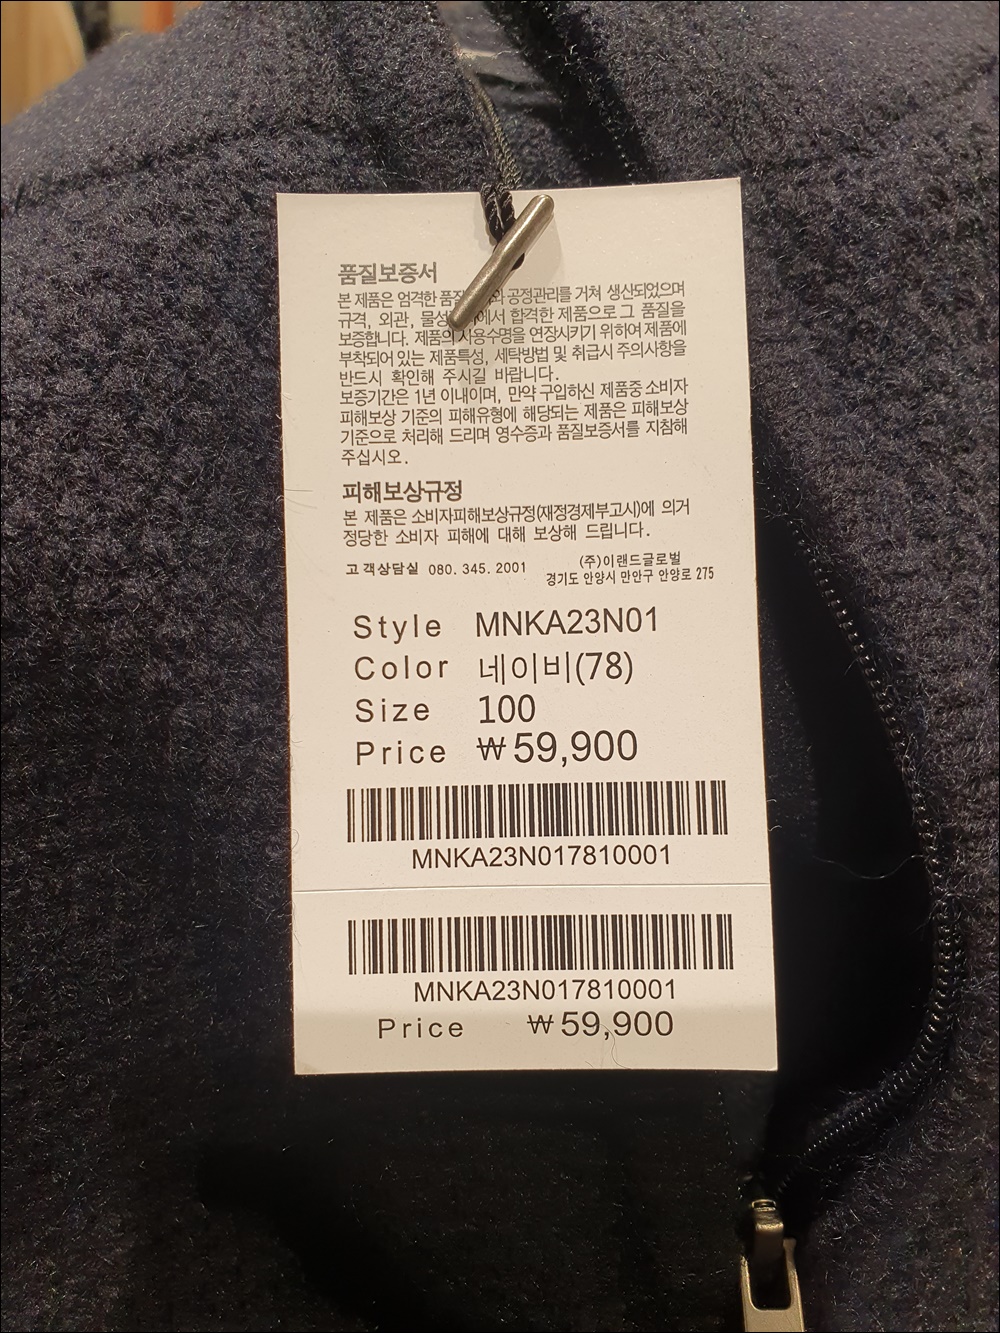 품질보증서
본 제품은 엄격한 공정관리를 거쳐 생산되었으며
규격, 외관, 합격한 제품으로 그 품질을
보증합니다. 제품의 사용수명을 연장시키기 위하여 제품에
부착되어 있는 제품특성, 세탁방법 및 취급시 주의사항을
반드시 확인해 주시길 바랍니다.
보증기간은 1년 이내이며, 만약 구입하신 제품중 소비자
피해보상 기준의 피해유형에 해당되는 제품은 피해보상
기준으로 처리해 드리며 영수증과 품질보증서를 지참해
주십시오.
피해보상규정
본 제품은 소비자피해보상규정(재정경제부고시)에 의거
정당한 소비자 피해에 대해 보상해 드립니다.
고객상담실 080. 345. 2001
(주)이랜드글로벌
경기도 안양시 만안구 안양로 275
Style MNKA23N01
Color 네이비(78)
Size 100
Price ₩59,900
MNKA23N017810001
MNKA23N017810001
Price ₩59,900